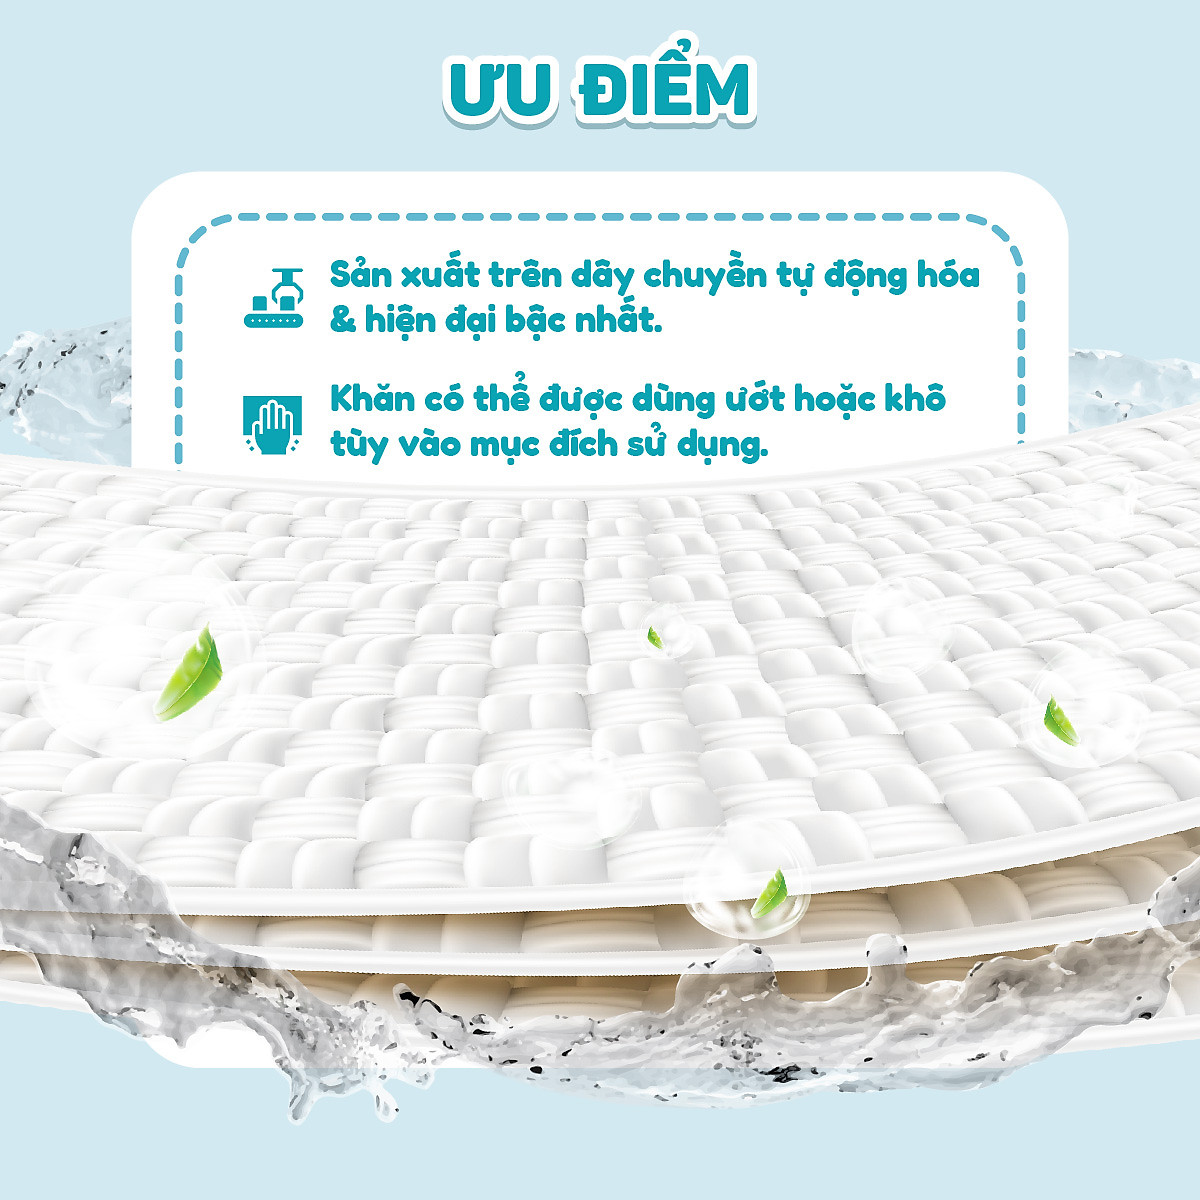 ƯU ĐIỂM
Sản xuất trên dây chuyền tự động hóa
& hiện đại bậc nhất.
Khăn có thể được dùng ướt hoặc khô
tùy vào mục đích sử dụng.